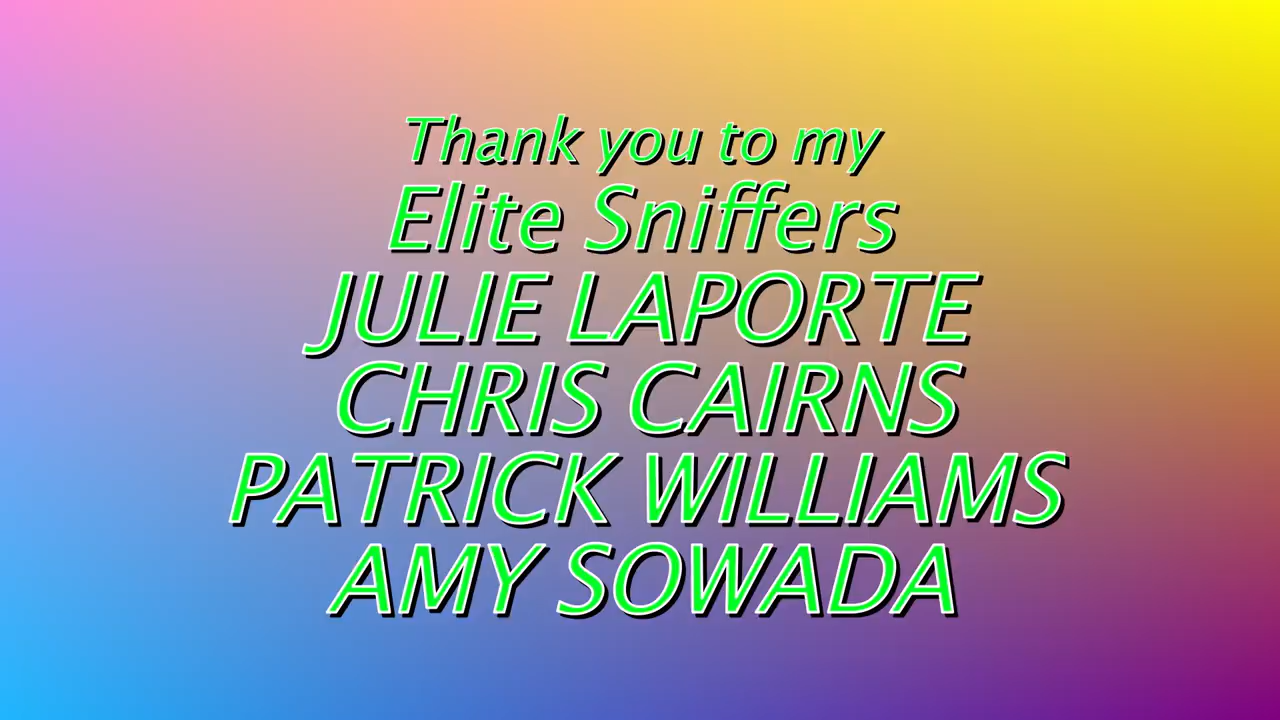 Thank you to my
Elite Sniffers
JULIE LAPORTE
CHRIS CAIRNS
PATRICK WILLIAMS
AMY SOWADA